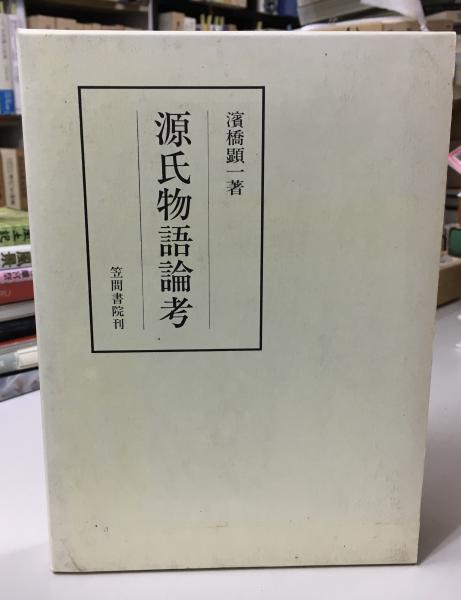 濱橋顕一著
源氏物語論考
笠間書院刊